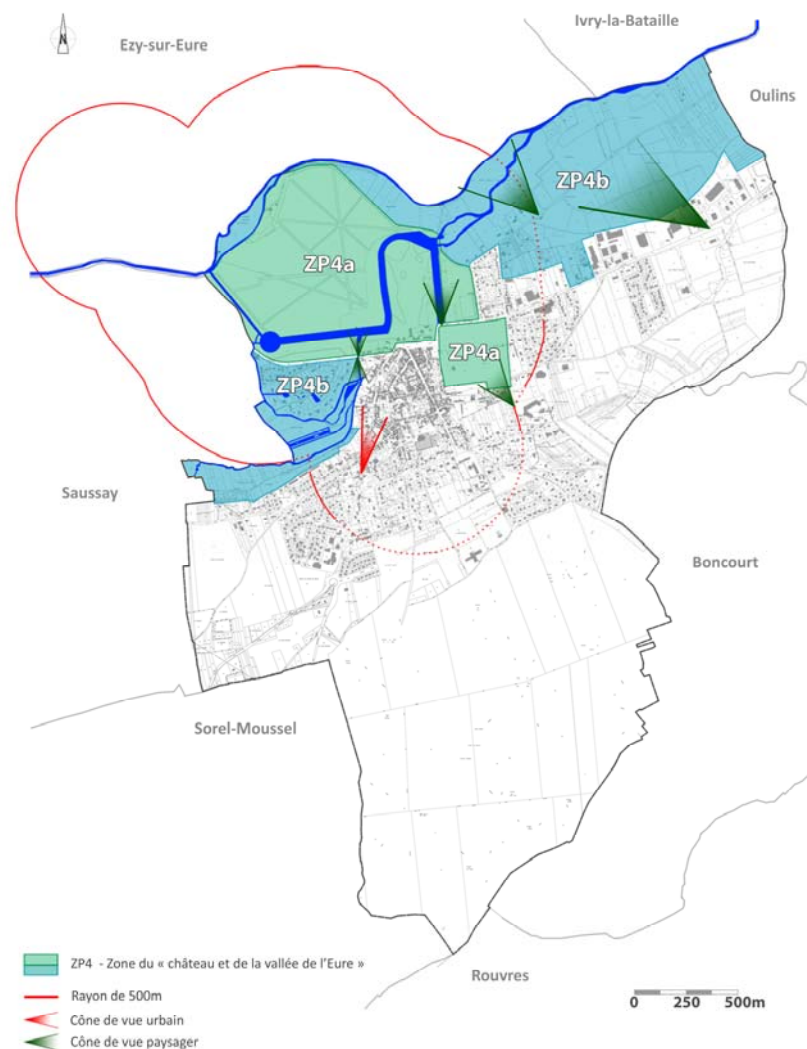 Ivry-la-Bataille
N
Ezy-sur-Eure
Oulins
ZP4b
ZP4a
ZP4a
ZP4b
Saussay
Boncourt
Sorel-Moussel
ZP4 - Zone du « château et de la vallée de l'Eure »
Rouvres
Rayon de 500m
0 250 500m
Cône de vue urbain
Cône de vue paysager